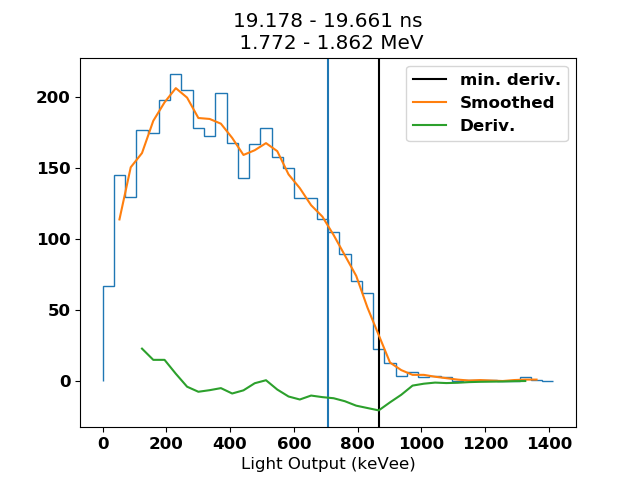 19.178 - 19.661 ns
1.772 - 1.862 MeV
min. deriv.
Smoothed
Deriv.
200
150
100
50
0
0 200 400 600 800 1000 1200 1400
Light Output (keVee)